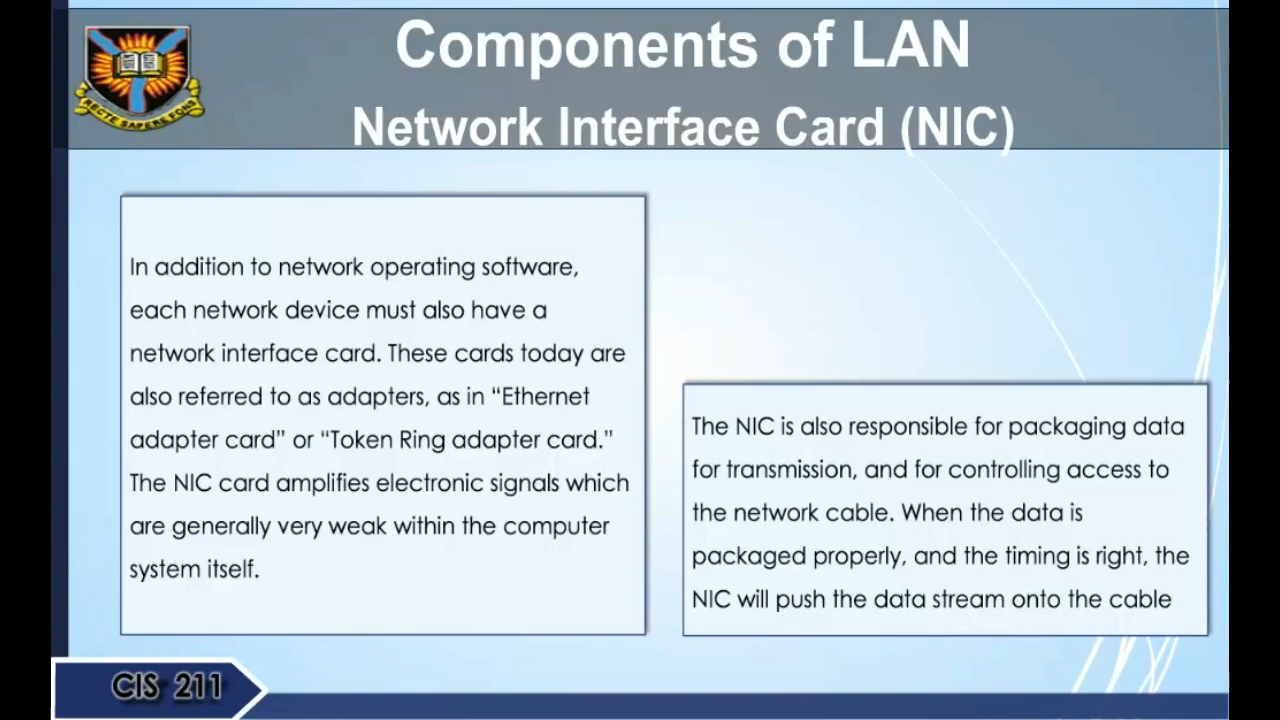 Components of LAN
Network Interface Card (NIC)
RECTE SAPERE FONS
In addition to network operating software,
each network device must also have a
network interface card. These cards today are
also referred to as adapters, as in “Ethernet
adapter card” or “Token Ring adapter card."
The NIC card amplifies electronic signals which
are generally very weak within the computer
system itself.
The NIC is also responsible for packaging data
for transmission, and for controlling access to
the network cable. When the data is
packaged properly, and the timing is right, the
NIC will push the data stream onto the cable
CIS 211